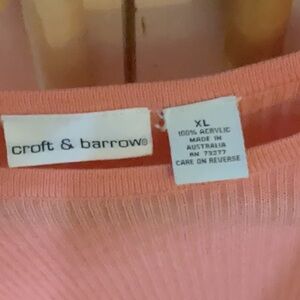 croft & barrow®
XL
100% ACRYLIC
MADE IN
AUSTRALIA
RN 73277
CARE ON REVERSE